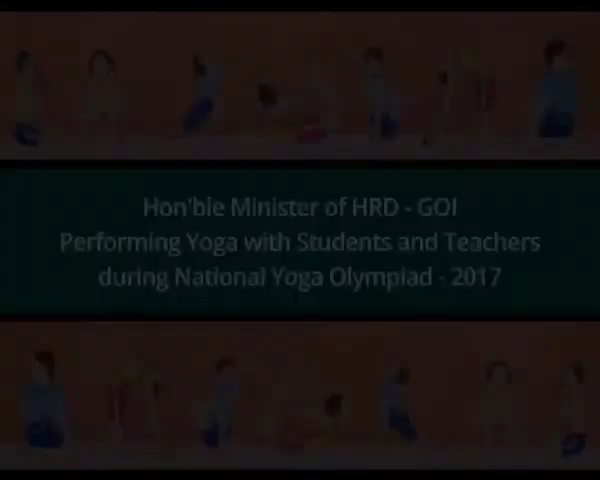 Hon'ble Minister of HRD - GOI
Performing Yoga with Students and Teachers
during National Yoga Olympiad - 2017